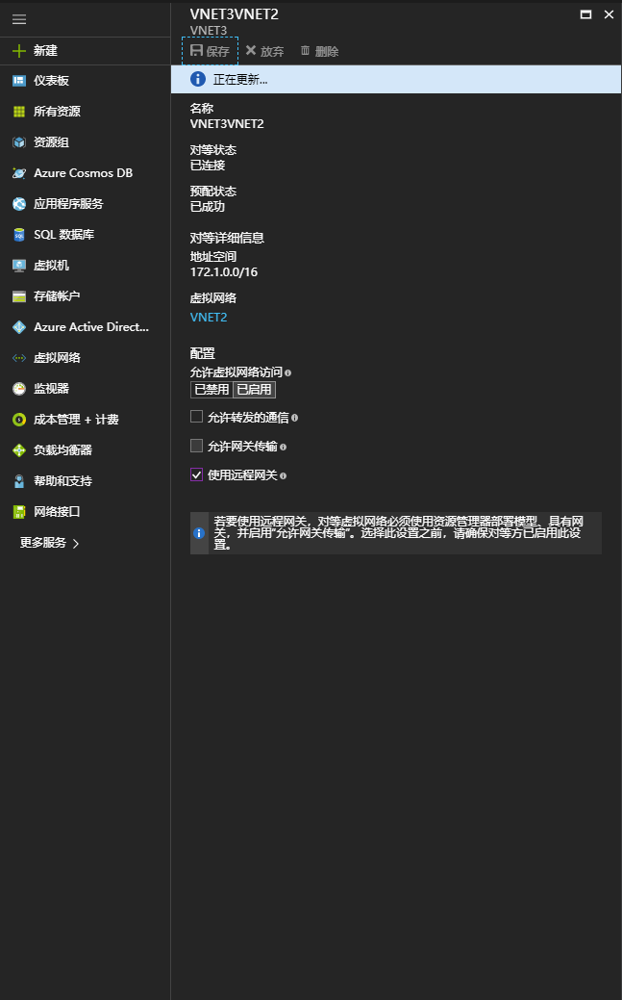 VNET3VNET2
VNET3
保存 放弃 删除
正在更新...
新建
仪表板
所有资源
资源组
Azure Cosmos DB
应用程序服务
SQL 数据库
虚拟机
存储帐户
Azure Active Direct...
虚拟网络
监视器
成本管理 + 计费
负载均衡器
帮助和支持
网络接口
更多服务
名称
VNET3VNET2
对等状态
已连接
预配状态
已成功
对等详细信息
地址空间
172.1.0.0/16
虚拟网络
VNET2
配置
允许虚拟网络访问
已禁用 已启用
允许转发的通信
允许网关传输
使用远程网关
若要使用远程网关，对等虚拟网络必须使用资源管理器部署模型、具有网
关，并启用“允许网关传输”。选择此设置之前，请确保对等方已启用此设
置。